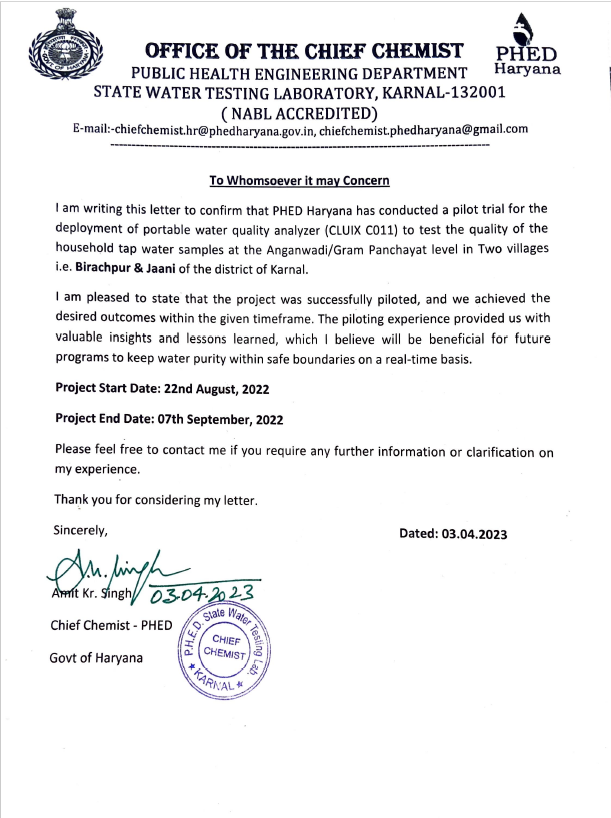 OFFICE OF THE CHIEF CHEMIST
PUBLIC HEALTH ENGINEERING DEPARTMENT
STATE WATER TESTING LABORATORY, KARNAL-132001
( NABL ACCREDITED)
E-mail:-chiefchemist.hr@phedharyana.gov.in, chiefchemist.phedharyana@gmail.com
PHED
Haryana
GOVT OF HARYANA
To Whomsoever it may Concern
I am writing this letter to confirm that PHED Haryana has conducted a pilot trial for the
deployment of portable water quality analyzer (CLUIX C011) to test the quality of the
household tap water samples at the Anganwadi/Gram Panchayat level in Two villages
i.e. Birachpur & Jaani of the district of Karnal.
I am pleased to state that the project was successfully piloted, and we achieved the
desired outcomes within the given timeframe. The piloting experience provided us with
valuable insights and lessons learned, which I believe will be beneficial for future
programs to keep water purity within safe boundaries on a real-time basis.
Project Start Date: 22nd August, 2022
Project End Date: 07th September, 2022
Please feel free to contact me if you require any further information or clarification on
my experience.
Thank you for considering my letter.
Sincerely,
Dated: 03.04.2023
A.K. Singh
Amit Kr. Singh
03.04.2023
Chief Chemist - PHED
Govt of Haryana
P.H.E.D. State Water Testing Lab.
CHIEF
CHEMIST
KARNAL